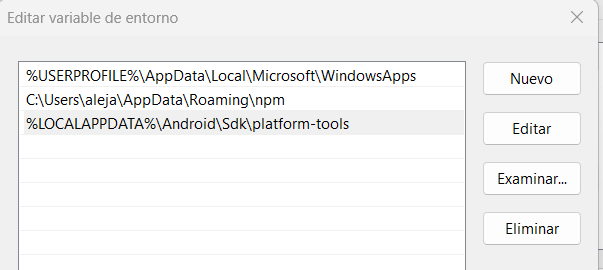 Editar variable de entorno
%USERPROFILE%\AppData\Local\Microsoft\WindowsApps
Nuevo
C:\Users\aleja\AppData\Roaming\npm
%LOCALAPPDATA%\Android\Sdk\platform-tools
Editar
Examinar...
Eliminar